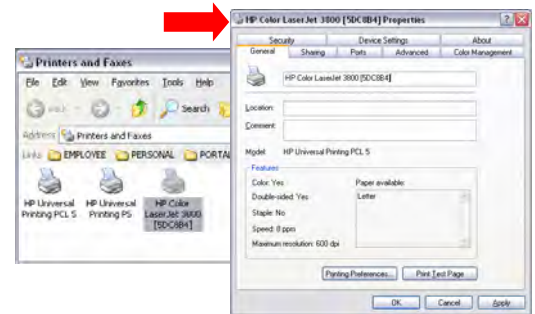 Printers and Faxes
File Edit View Favorites Tools Help
Back Search
Address Printers and Faxes
Links EMPLOYEE PERSONAL PORTAL
HP Universal Printing PCL 5
HP Universal Printing PS
HP Color LaserJet 3800 [5DC8B4]
HP Color LaserJet 3800 [5DC8B4] Properties
Security Device Settings About
General Sharing Ports Advanced Color Management
HP Color LaserJet 3800 [5DC8B4]
Location:
Comment:
Model: HP Universal Printing PCL 5
Features
Color: Yes Paper available:
Double-sided: Yes Letter
Staple: No
Speed: 8 ppm
Maximum resolution: 600 dpi
Printing Preferences... Print Test Page
OK Cancel Apply